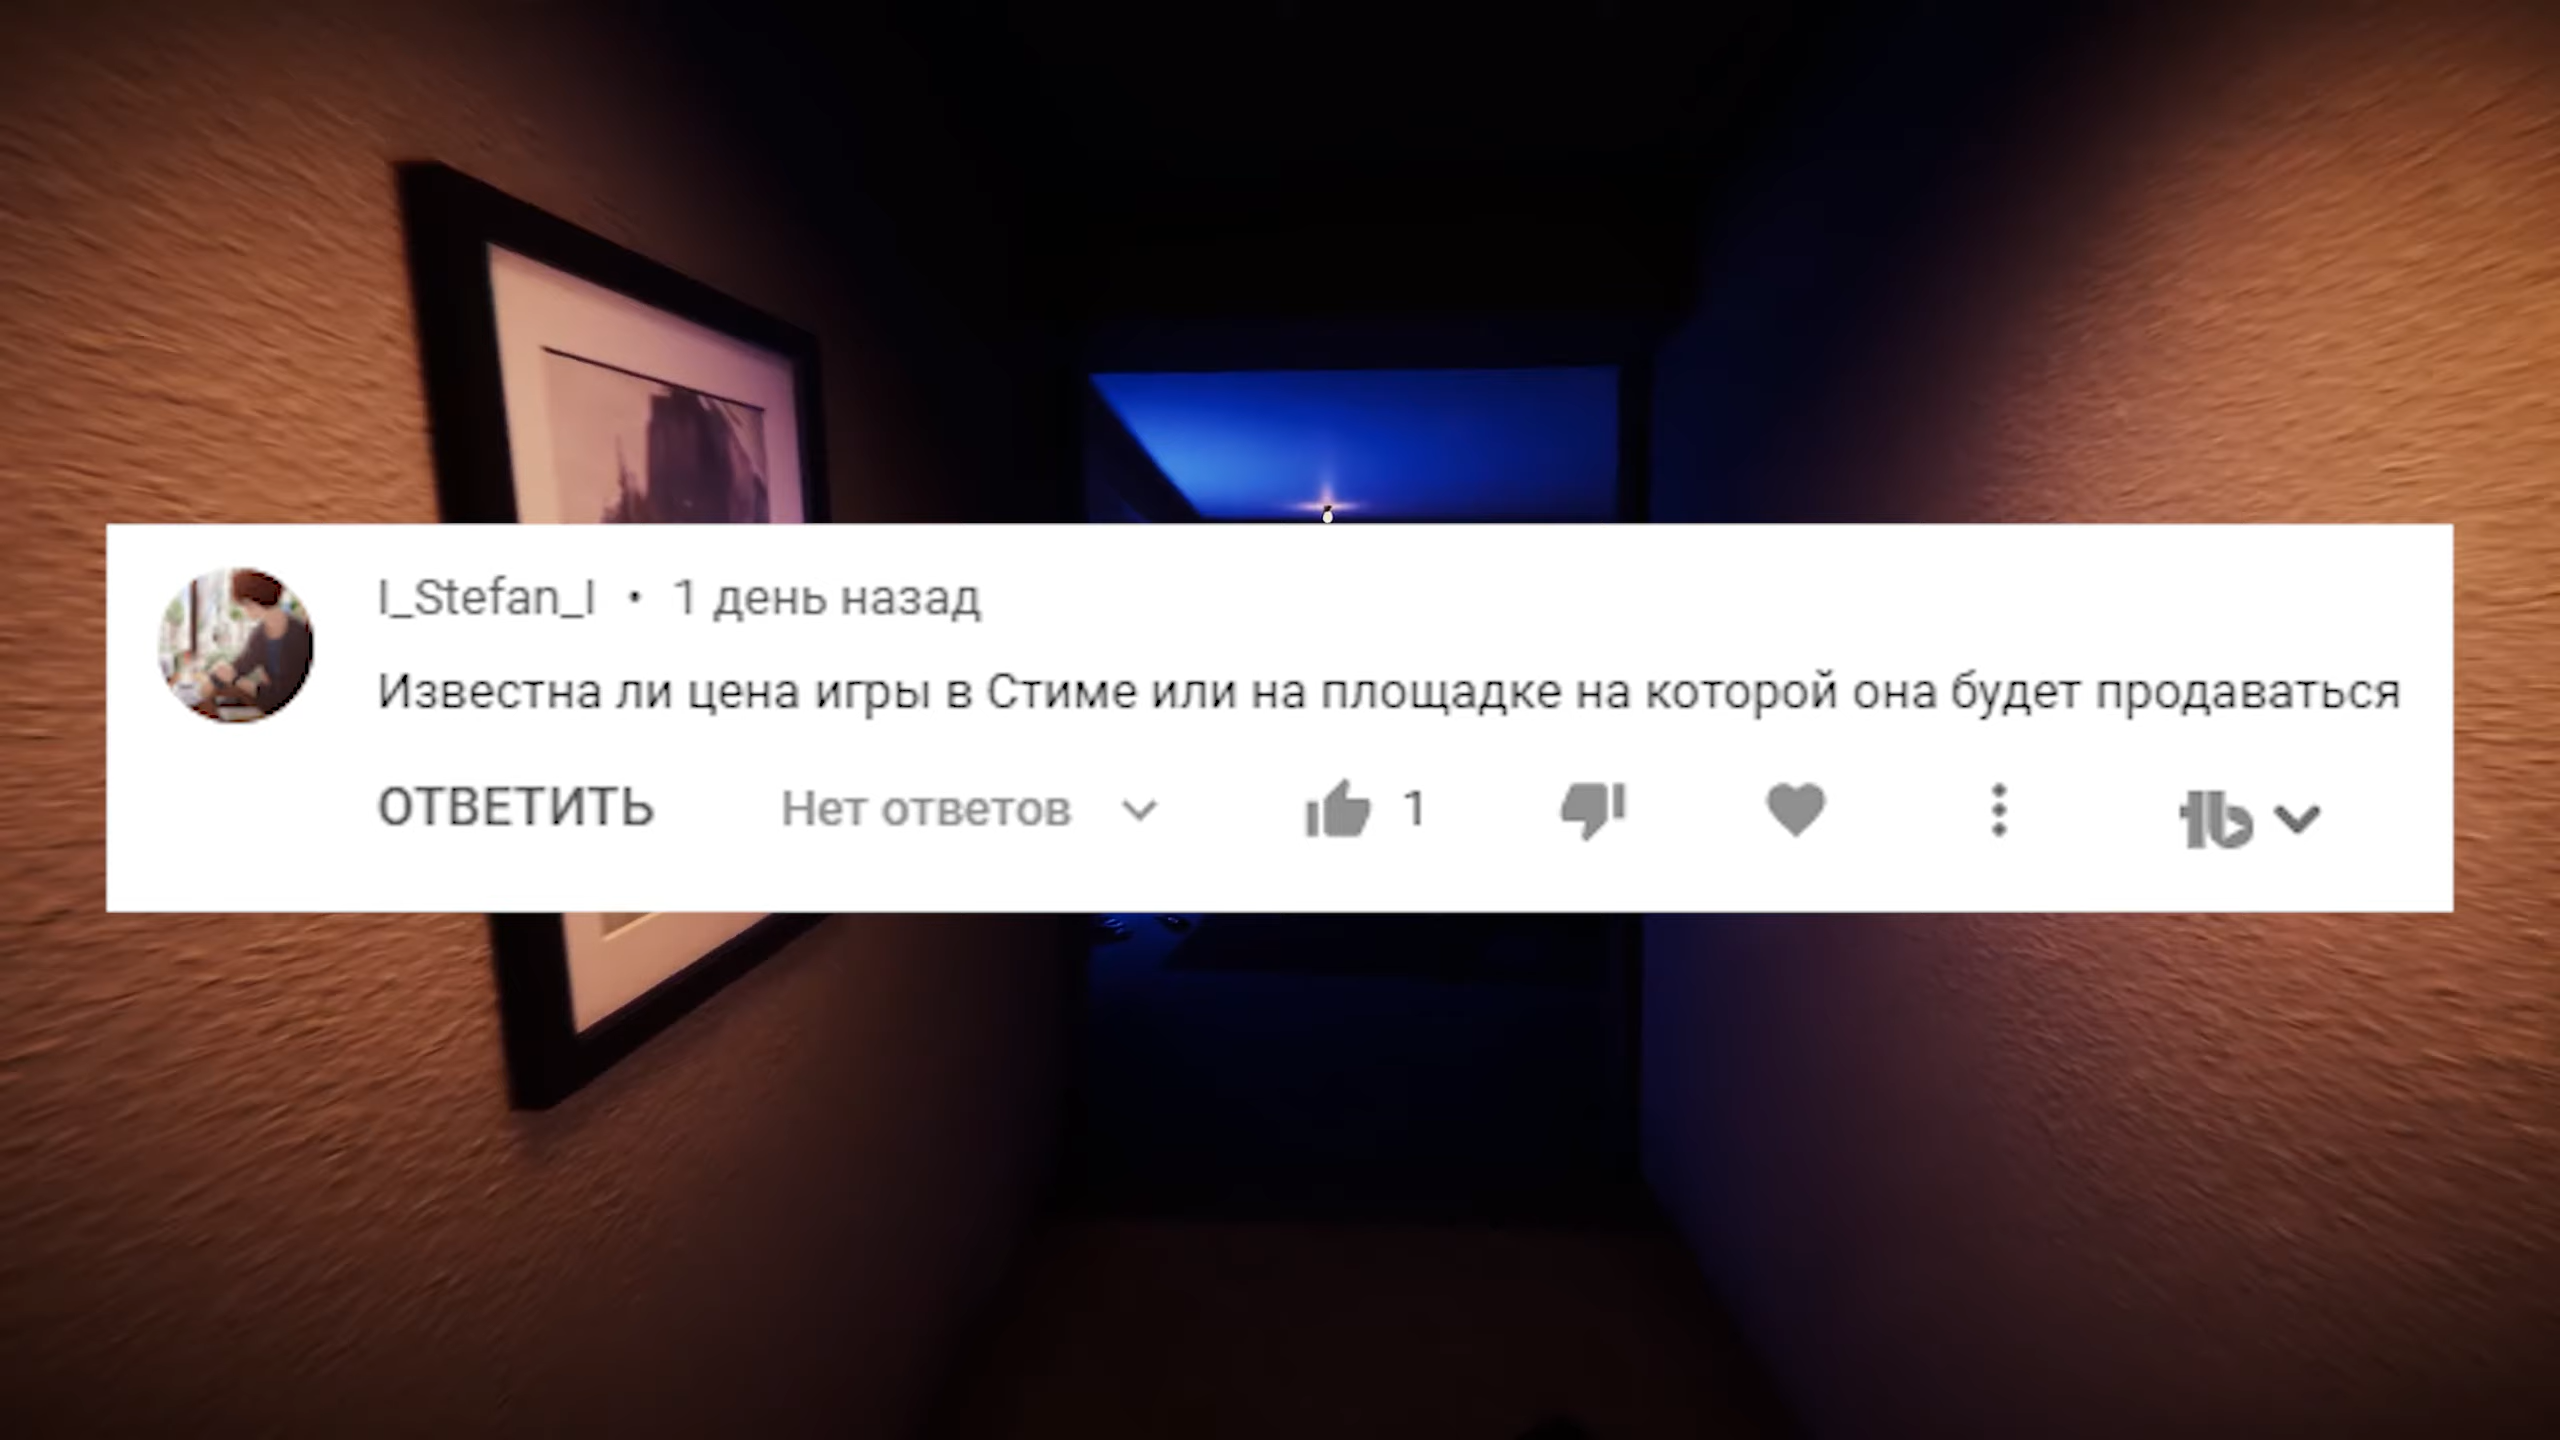 I_Stefan_I • 1 день назад
Известна ли цена игры в Стиме или на площадке на которой она будет продаваться
ОТВЕТИТЬ Нет ответов 1